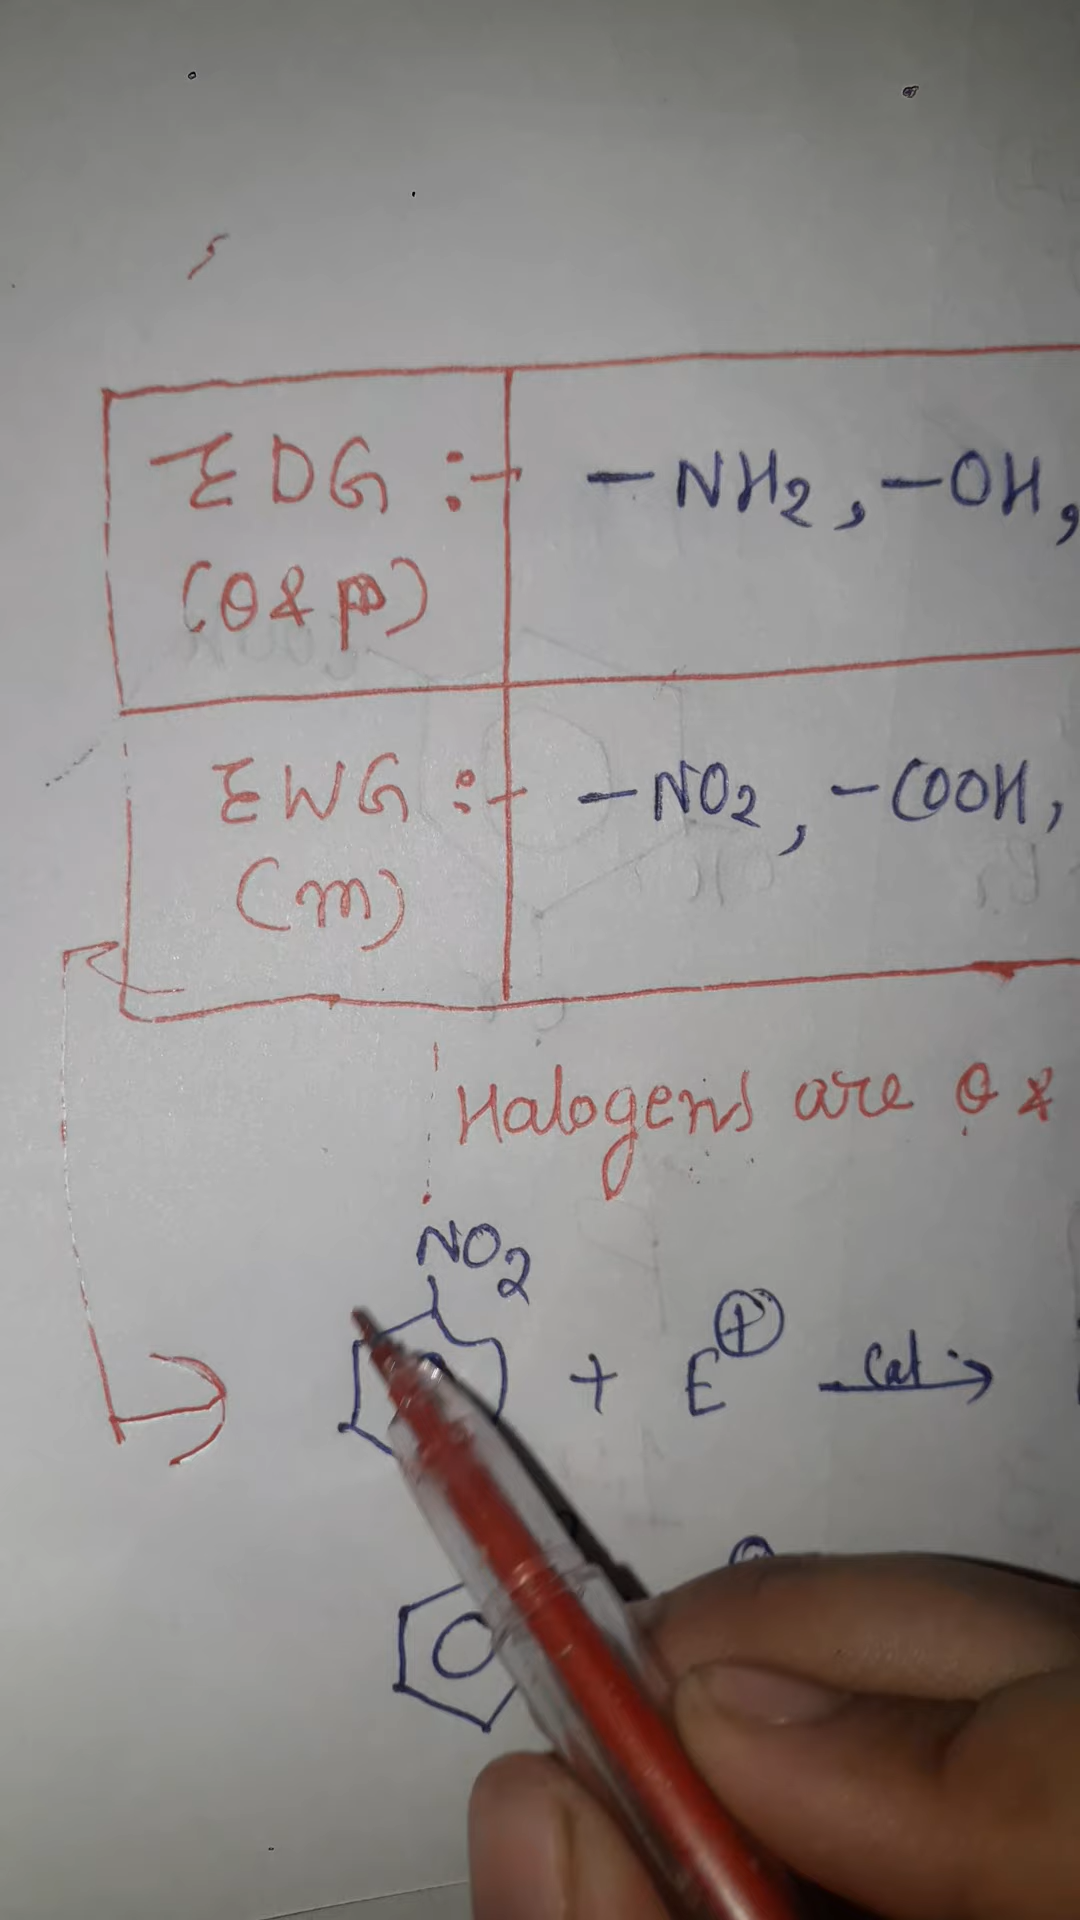 EDG :- -NH2, -OH,
(o & p)
EWG :- -NO2, -COOH,
(m)
Halogens are o &
NO2
+ E⊕ Cat →